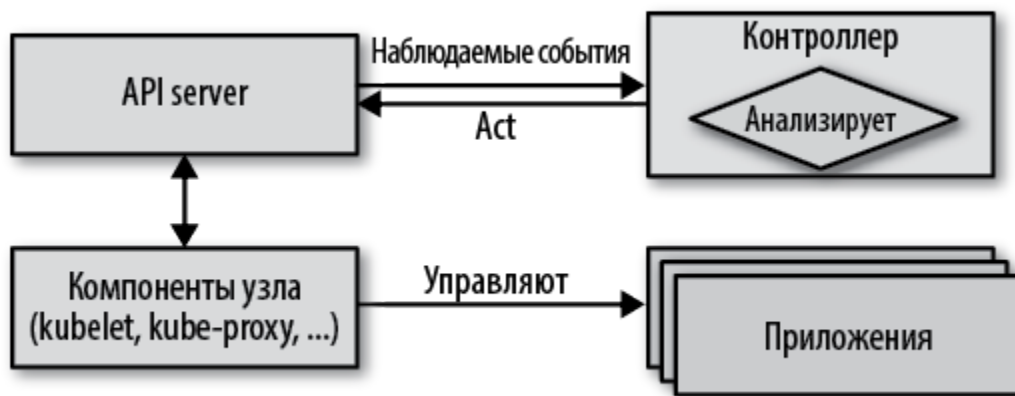 API server
Наблюдаемые события
Act
Контроллер
Анализирует
Компоненты узла
(kubelet, kube-proxy, ...)
Управляют
Приложения